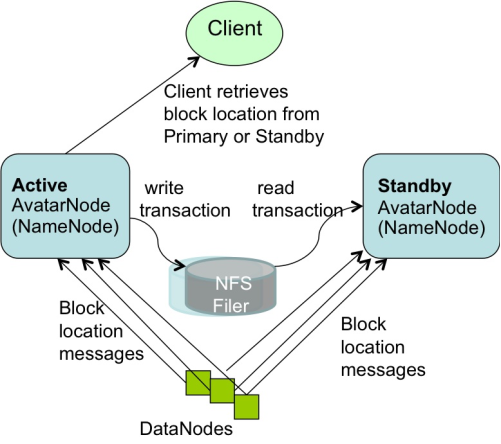 Client
Client retrieves
block location from
Primary or Standby
Active
AvatarNode
(NameNode)
write
transaction
read
transaction
Standby
AvatarNode
(NameNode)
NFS
Filer
Block
location
messages
Block
location
messages
DataNodes